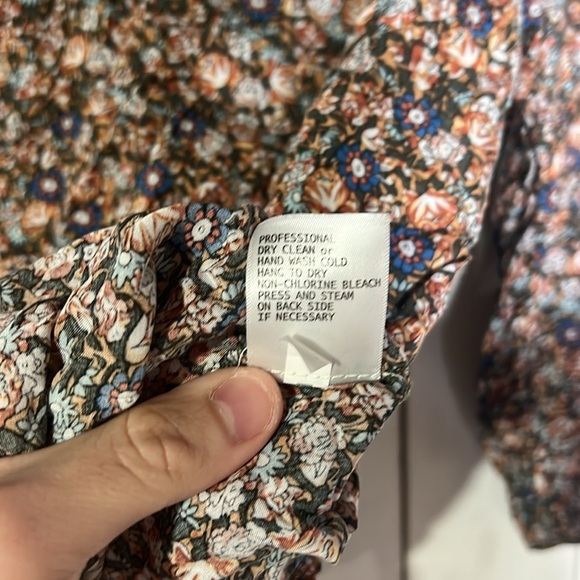 PROFESSIONAL
DRY CLEAN or
HAND WASH COLD
HANG TO DRY
NON-CHLORINE BLEACH
PRESS AND STEAM
ON BACK SIDE
IF NECESSARY